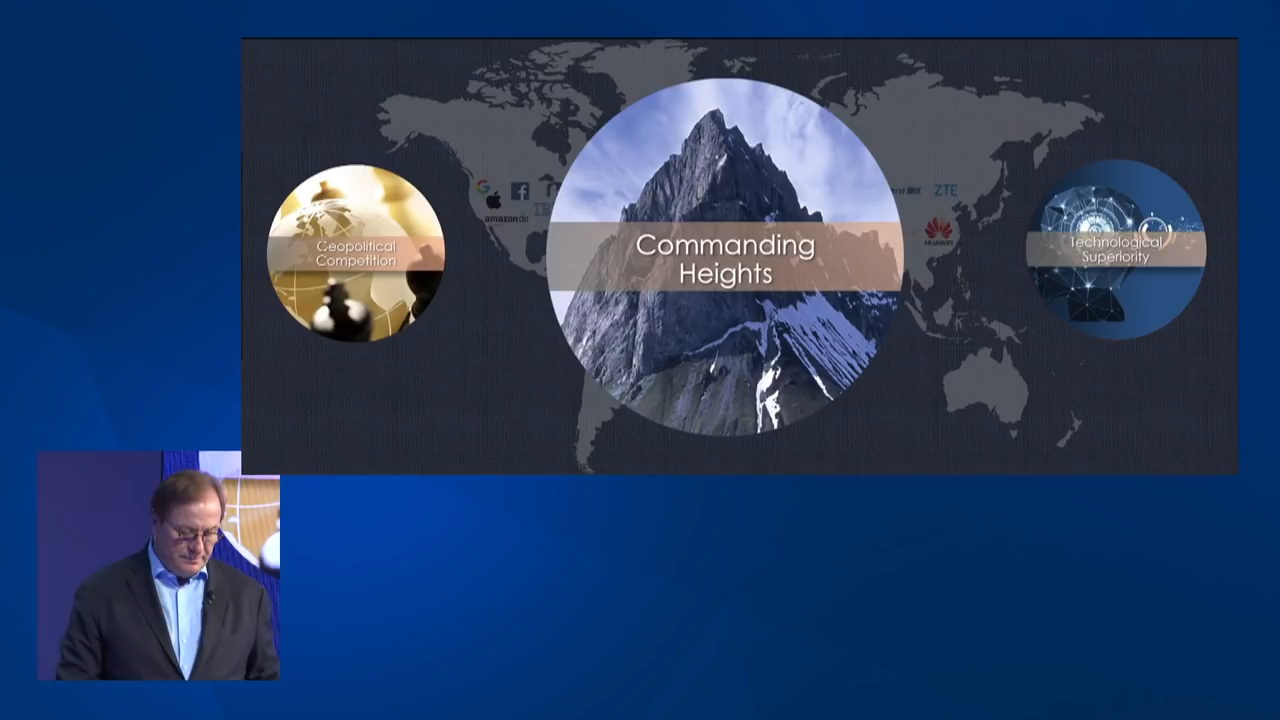 Geopolitical
Competition
Commanding
Heights
Technological
Superiority
amazon.de
ZTE
HUAWEI